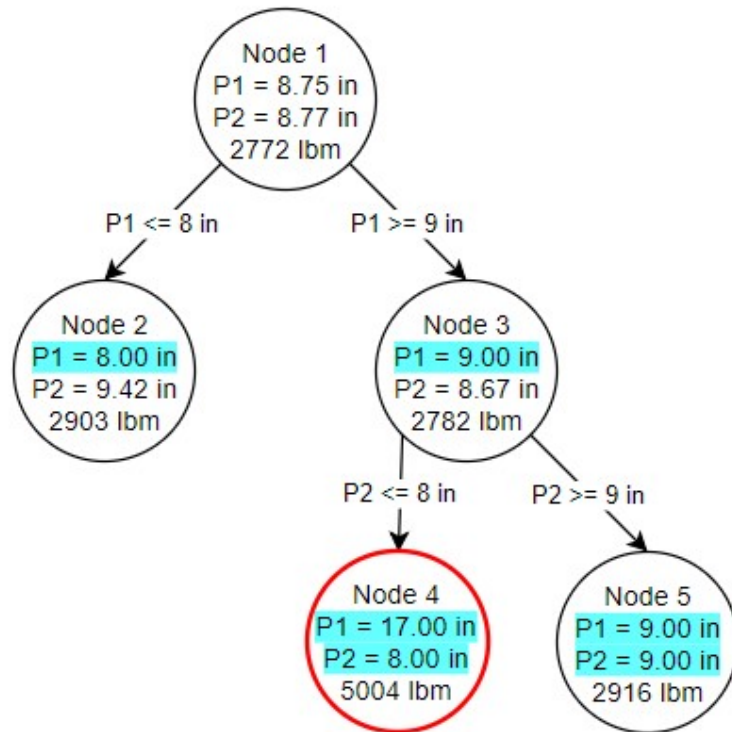 Node 1
P1 = 8.75 in
P2 = 8.77 in
2772 lbm
P1 <= 8 in
P1 >= 9 in
Node 2
P1 = 8.00 in
P2 = 9.42 in
2903 lbm
Node 3
P1 = 9.00 in
P2 = 8.67 in
2782 lbm
P2 <= 8 in
P2 >= 9 in
Node 4
P1 = 17.00 in
P2 = 8.00 in
5004 lbm
Node 5
P1 = 9.00 in
P2 = 9.00 in
2916 lbm